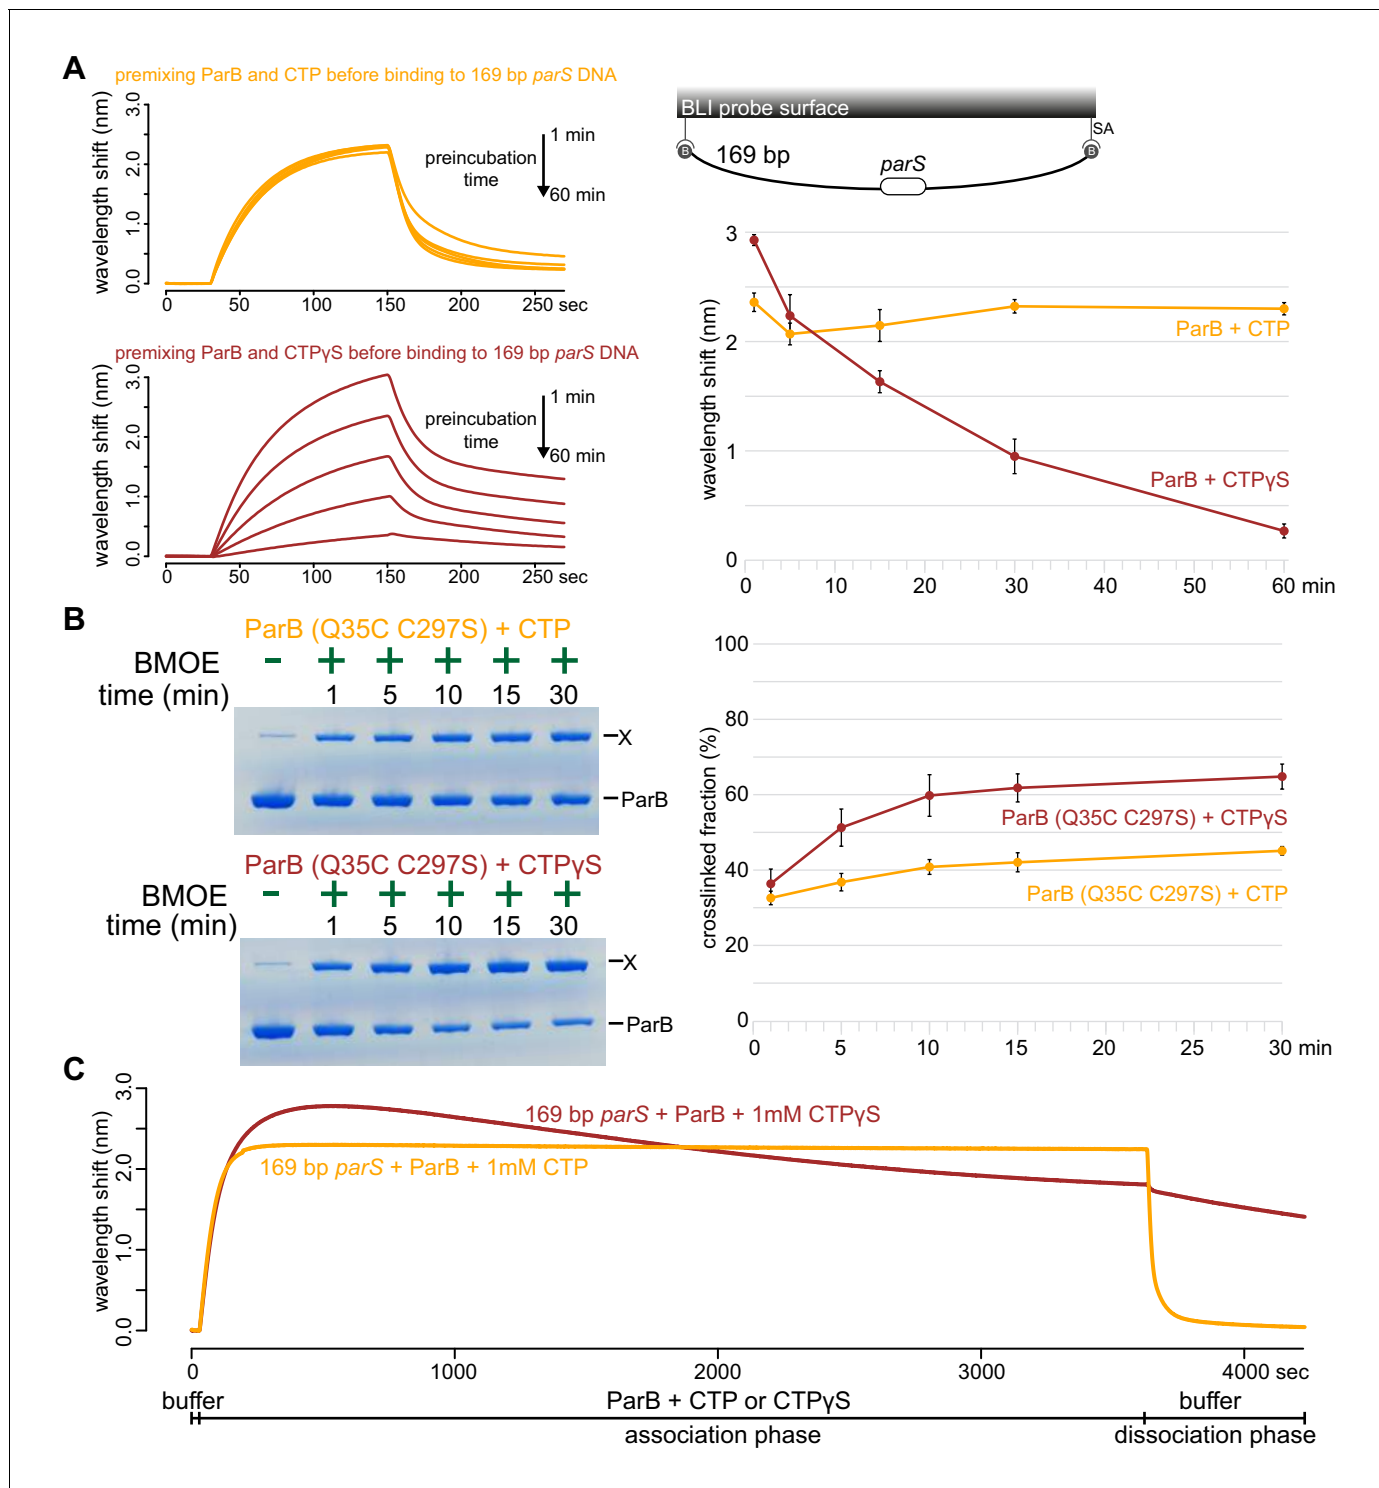 A
premixing ParB and CTP before binding to 169 bp parS DNA
wavelength shift (nm)
3.0
2.0
1.0
0.0
1 min
preincubation
time
60 min
0 50 100 150 200 250 sec
BLI probe surface
SA
B B
169 bp
parS
premixing ParB and CTPγS before binding to 169 bp parS DNA
wavelength shift (nm)
3.0
2.0
1.0
0.0
1 min
preincubation
time
60 min
0 50 100 150 200 250 sec
wavelength shift (nm)
3
2
1
0
ParB + CTP
ParB + CTPγS
0 10 20 30 40 50 60 min
B
ParB (Q35C C297S) + CTP
BMOE - + + + + +
time (min) 1 5 10 15 30
X
ParB
ParB (Q35C C297S) + CTPγS
BMOE - + + + + +
time (min) 1 5 10 15 30
X
ParB
crosslinked fraction (%)
100
80
60
40
20
0
ParB (Q35C C297S) + CTPγS
ParB (Q35C C297S) + CTP
0 5 10 15 20 25 30 min
C
wavelength shift (nm)
3.0
2.0
1.0
0.0
169 bp parS + ParB + 1mM CTPγS
169 bp parS + ParB + 1mM CTP
0 1000 2000 3000 4000 sec
buffer ParB + CTP or CTPγS buffer
association phase dissociation phase